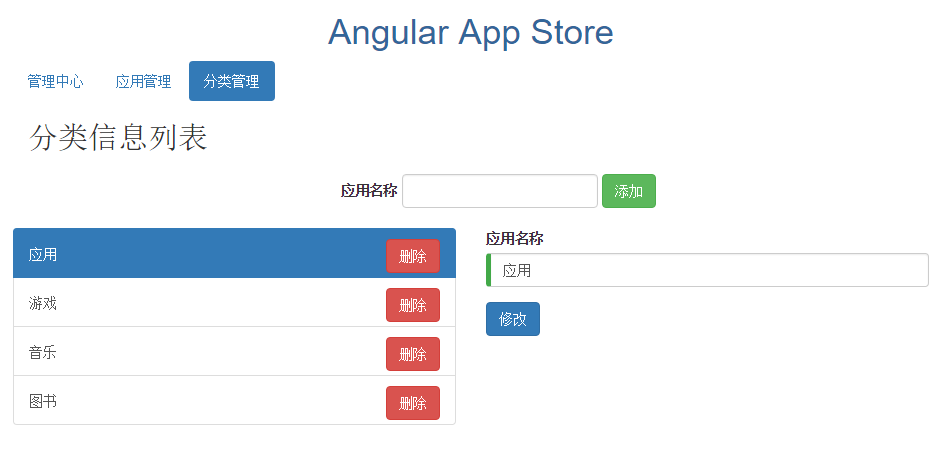 Angular App Store
管理中心 应用管理 分类管理
分类信息列表
应用名称 添加
应用 删除
游戏 删除
音乐 删除
图书 删除
应用名称
应用
修改